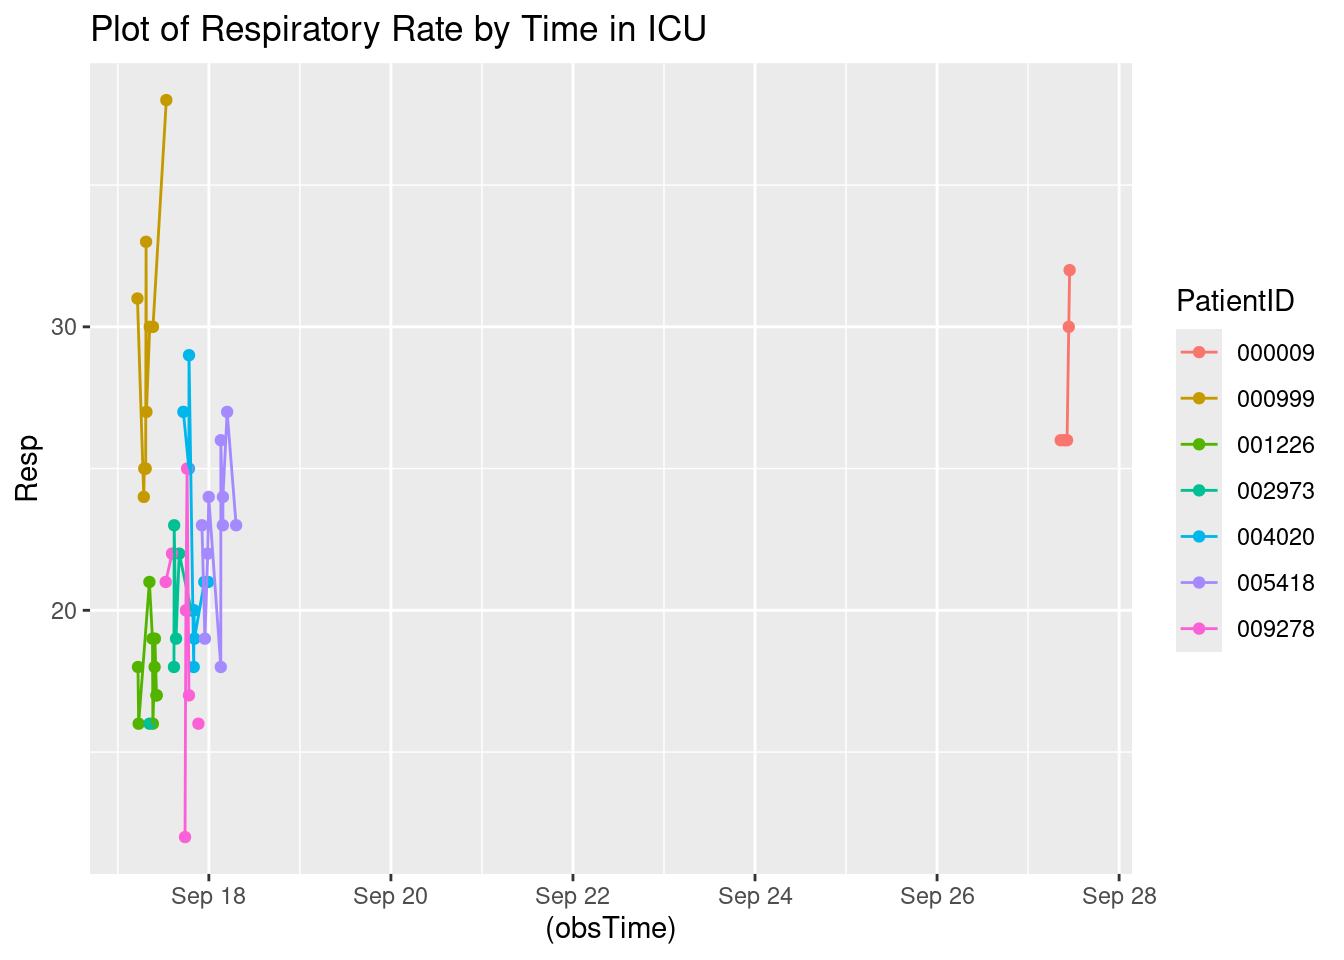 Plot of Respiratory Rate by Time in ICU
Resp
30
20
Sep 18 Sep 20 Sep 22 Sep 24 Sep 26 Sep 28
(obsTime)
PatientID
000009
000999
001226
002973
004020
005418
009278